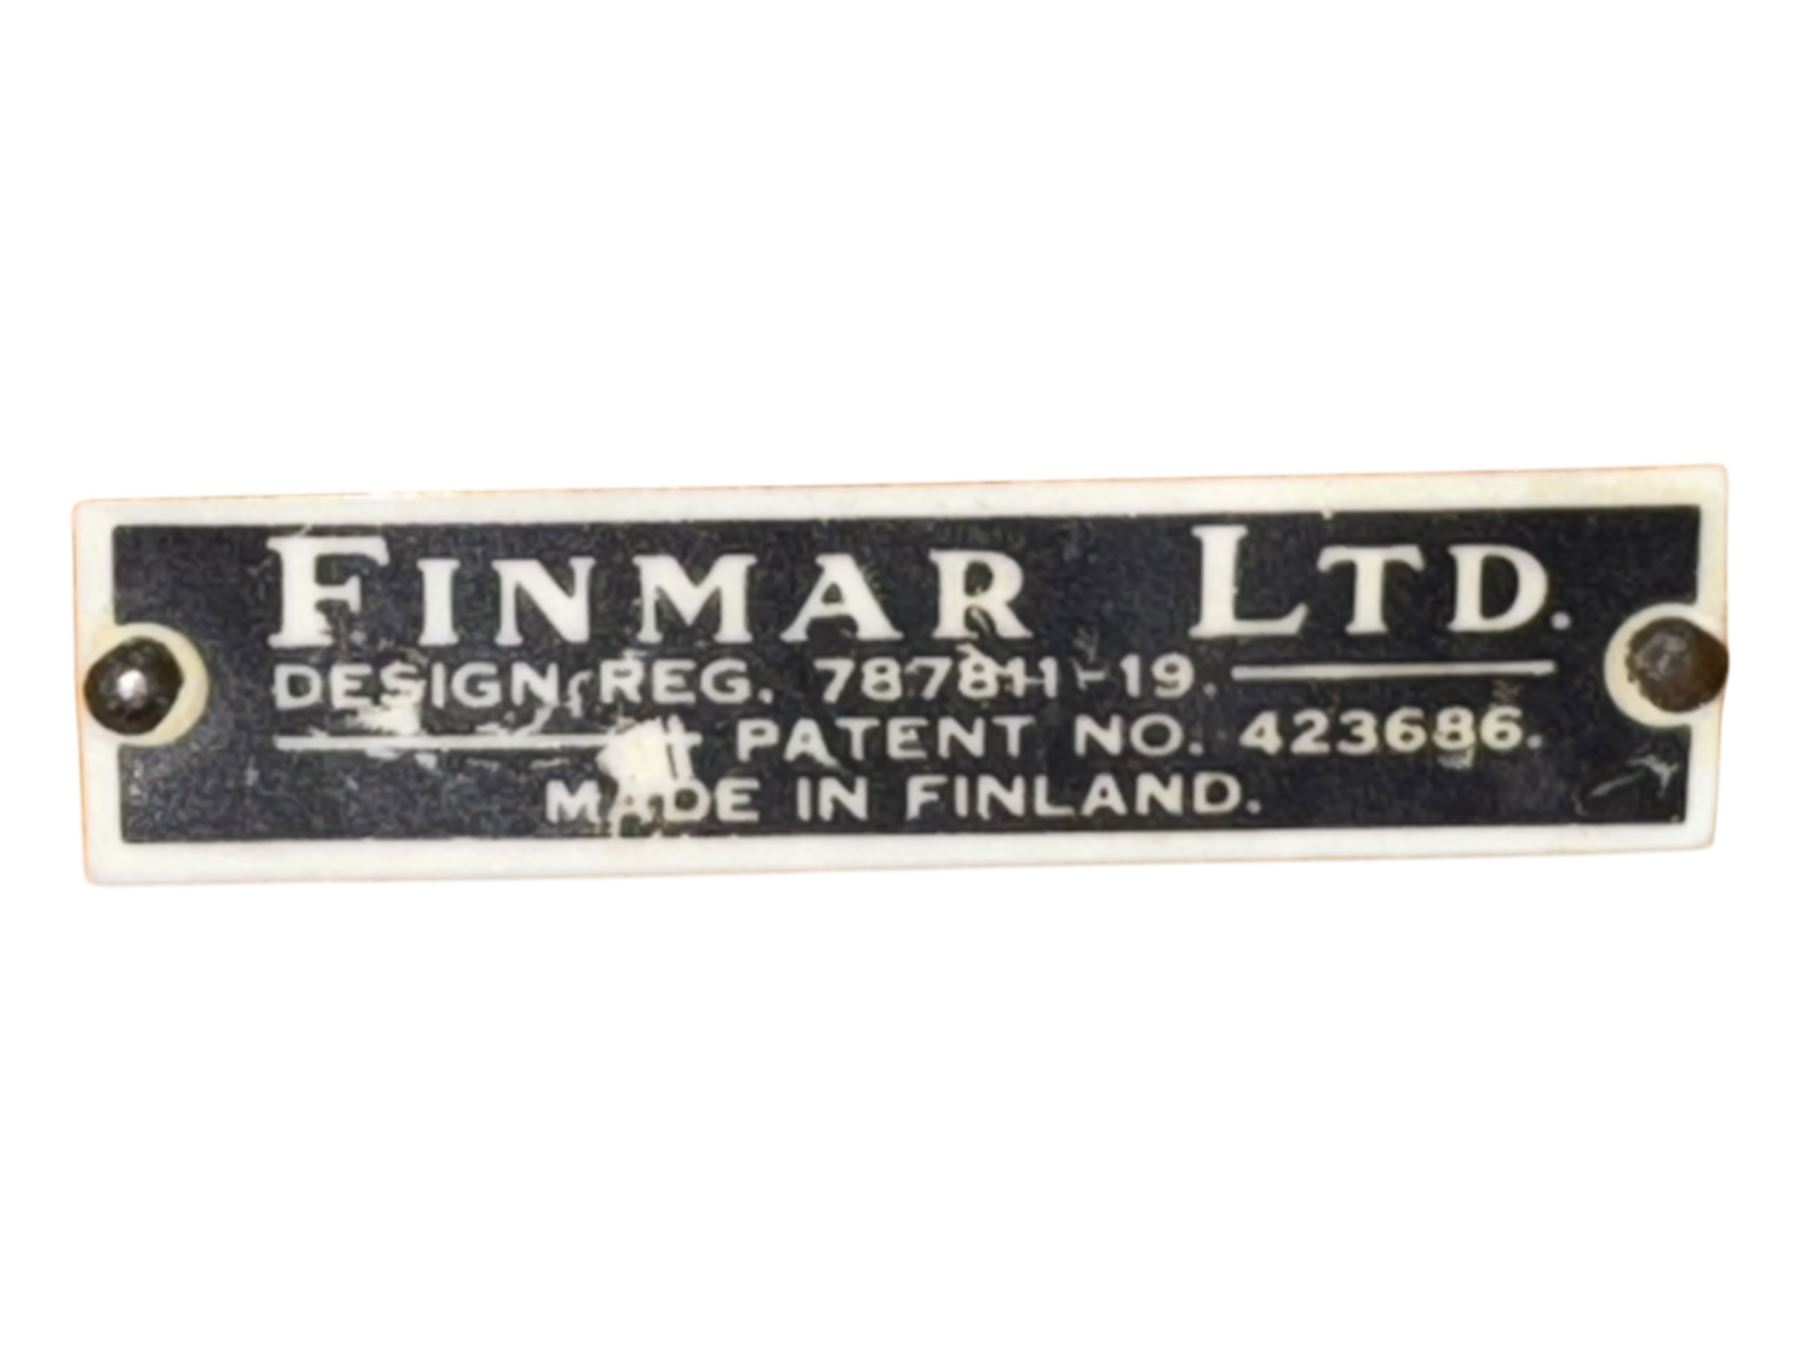 FINMAR LTD.
DESIGN REG. 787811-19.
PATENT NO. 423686.
MADE IN FINLAND.